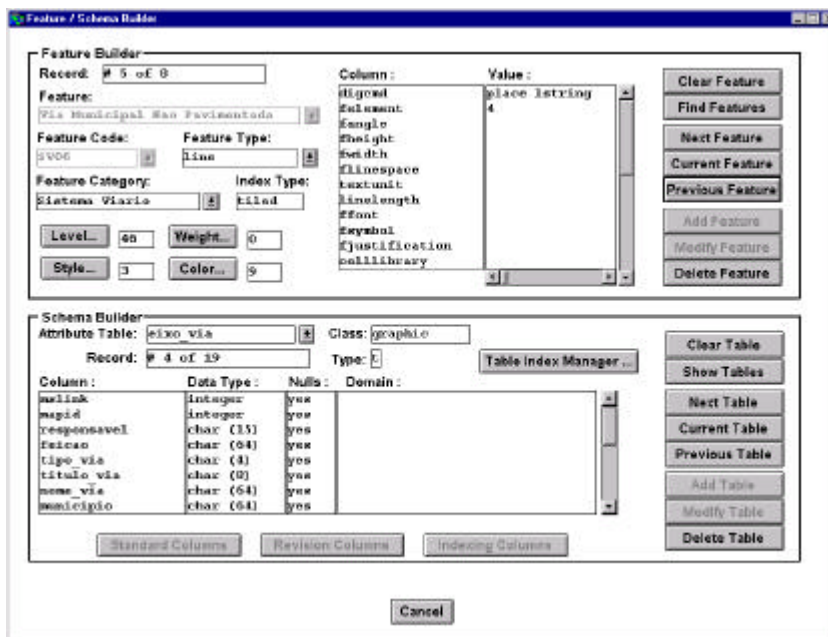 Feature / Schema Builder
Feature Builder
Record: # 5 of 8
Feature:
Via Municipal Nao Pavimentada
Feature Code: Feature Type:
SV06 line
Feature Category: Index Type:
Sistema Viario tiled
Level... 60 Weight... 0
Style... 3 Color... 9
Column : Value :
digcmd place lstring
felement 4
fangle
fheight
fwidth
flinespace
textunit
linelength
ffont
fsymbol
fjustification
celllibrary
Clear Feature
Find Features
Next Feature
Current Feature
Previous Feature
Add Feature
Modify Feature
Delete Feature
Schema Builder
Attribute Table: eixo_via Class: graphic
Record: # 4 of 19 Type: t Table Index Manager ...
Column : Data Type : Nulls : Domain :
mslink integer yes
mapid integer yes
responsavel char (15) yes
feicao char (64) yes
tipo_via char (4) yes
titulo_via char (8) yes
nome_via char (64) yes
municipio char (64) yes
Standard Columns Revision Columns Indexing Columns
Clear Table
Show Tables
Next Table
Current Table
Previous Table
Add Table
Modify Table
Delete Table
Cancel